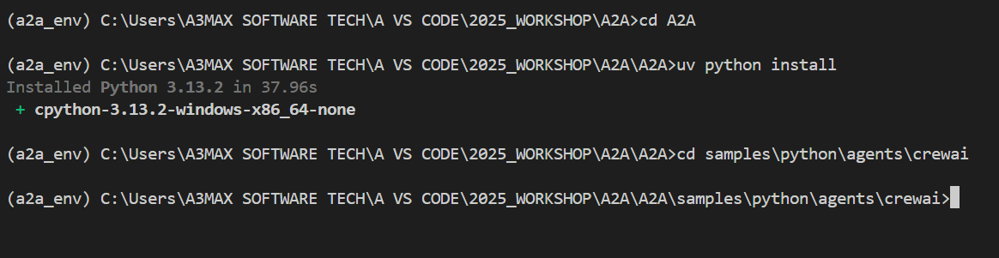 (a2a_env) C:\Users\A3MAX SOFTWARE TECH\A VS CODE\2025_WORKSHOP\A2A>cd A2A
(a2a_env) C:\Users\A3MAX SOFTWARE TECH\A VS CODE\2025_WORKSHOP\A2A\A2A>uv python install
Installed Python 3.13.2 in 37.96s
+ cpython-3.13.2-windows-x86_64-none
(a2a_env) C:\Users\A3MAX SOFTWARE TECH\A VS CODE\2025_WORKSHOP\A2A\A2A>cd samples\python\agents\crewai
(a2a_env) C:\Users\A3MAX SOFTWARE TECH\A VS CODE\2025_WORKSHOP\A2A\A2A\samples\python\agents\crewai>